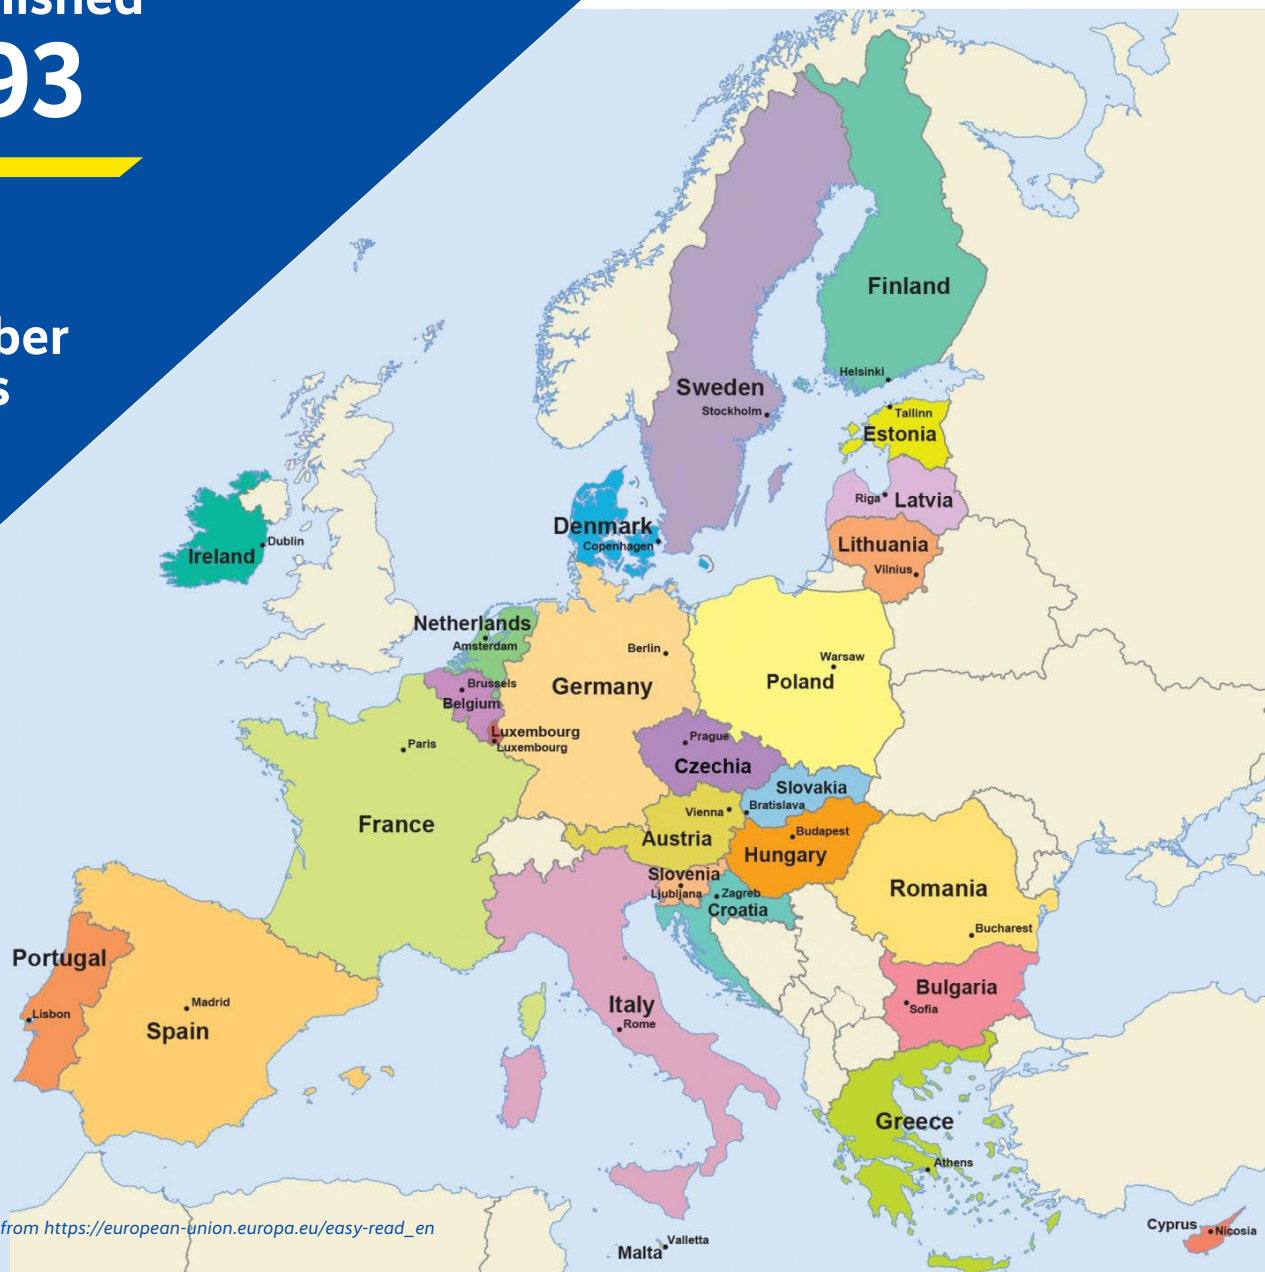 lished
93
ber
s
Finland
Helsinki
Sweden
Stockholm
Tallinn
Estonia
Riga
Latvia
Denmark
Copenhagen
Lithuania
Vilnius
Dublin
Ireland
Netherlands
Amsterdam
Berlin
Warsaw
Poland
Germany
Brussels
Belgium
Luxembourg
Luxembourg
Paris
Prague
Czechia
Slovakia
Bratislava
Vienna
Austria
France
Budapest
Hungary
Slovenia
Ljubljana
Zagreb
Croatia
Romania
Bucharest
Portugal
Lisbon
Madrid
Spain
Italy
Rome
Bulgaria
Sofia
Greece
Athens
from https://european-union.europa.eu/easy-read_en
Malta
Valletta
Cyprus
Nicosia